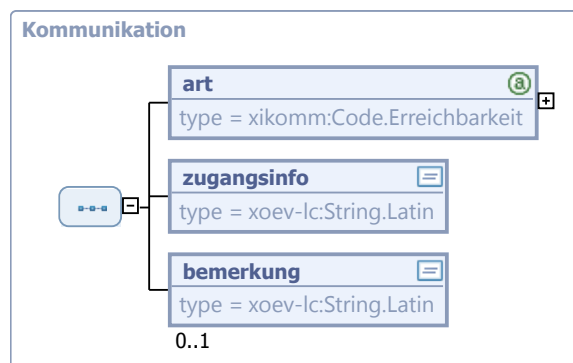 Kommunikation
art
type = xikomm:Code.Erreichbarkeit
zugangsinfo
type = xoev-lc:String.Latin
bemerkung
type = xoev-lc:String.Latin
0..1